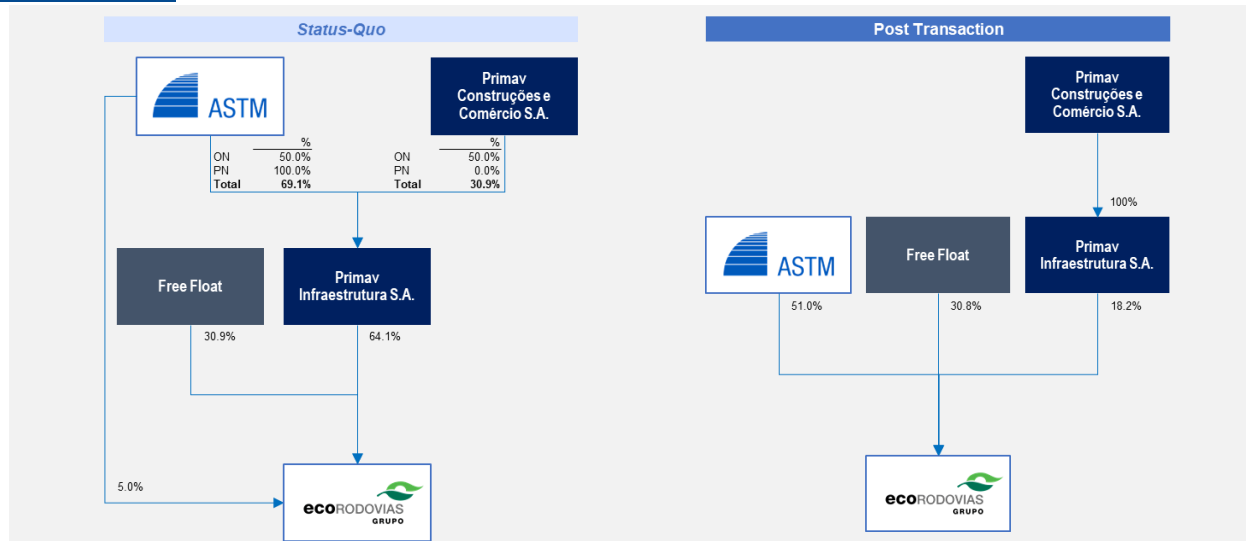 Status-Quo
ASTM
Primav
Construções e
Comércio S.A.
%
ON 50.0%
PN 100.0%
Total 69.1%
%
ON 50.0%
PN 0.0%
Total 30.9%
Free Float
Primav
Infraestrutura S.A.
30.9%
64.1%
5.0%
ecoRODOVIAS
GRUPO
Post Transaction
Primav
Construções e
Comércio S.A.
100%
ASTM
Free Float
Primav
Infraestrutura S.A.
51.0%
30.8%
18.2%
ecoRODOVIAS
GRUPO